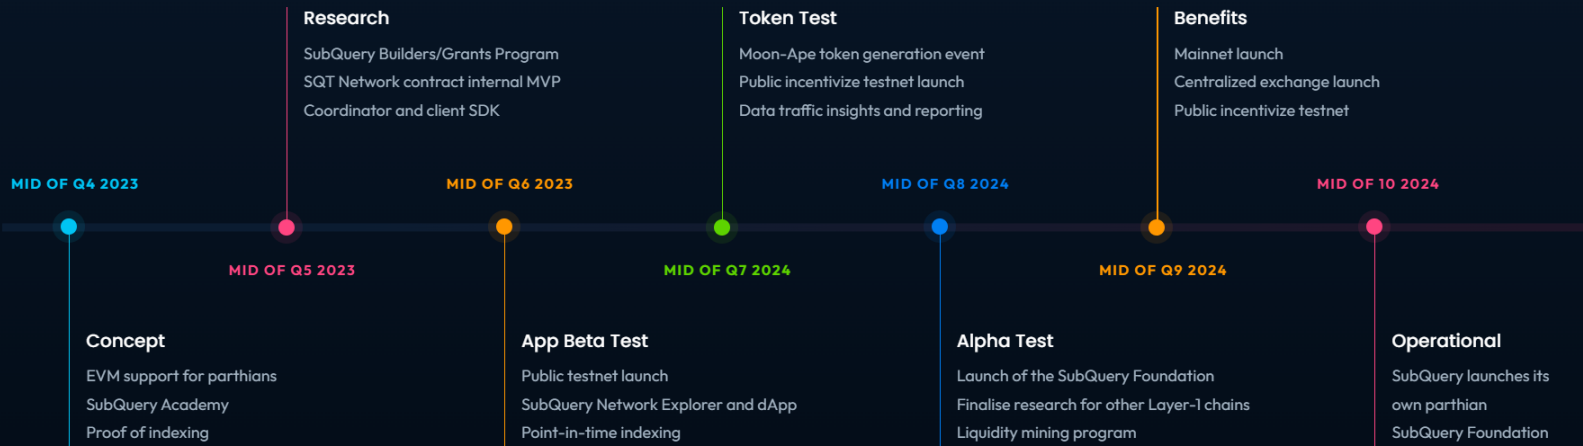 Research
SubQuery Builders/Grants Program
SQT Network contract internal MVP
Coordinator and client SDK
Token Test
Moon-Ape token generation event
Public incentivize testnet launch
Data traffic insights and reporting
Benefits
Mainnet launch
Centralized exchange launch
Public incentivize testnet
MID OF Q4 2023
MID OF Q6 2023
MID OF Q8 2024
MID OF 10 2024
MID OF Q5 2023
MID OF Q7 2024
MID OF Q9 2024
Concept
EVM support for parthians
SubQuery Academy
Proof of indexing
App Beta Test
Public testnet launch
SubQuery Network Explorer and dApp
Point-in-time indexing
Alpha Test
Launch of the SubQuery Foundation
Finalise research for other Layer-1 chains
Liquidity mining program
Operational
SubQuery launches its
own parthian
SubQuery Foundation